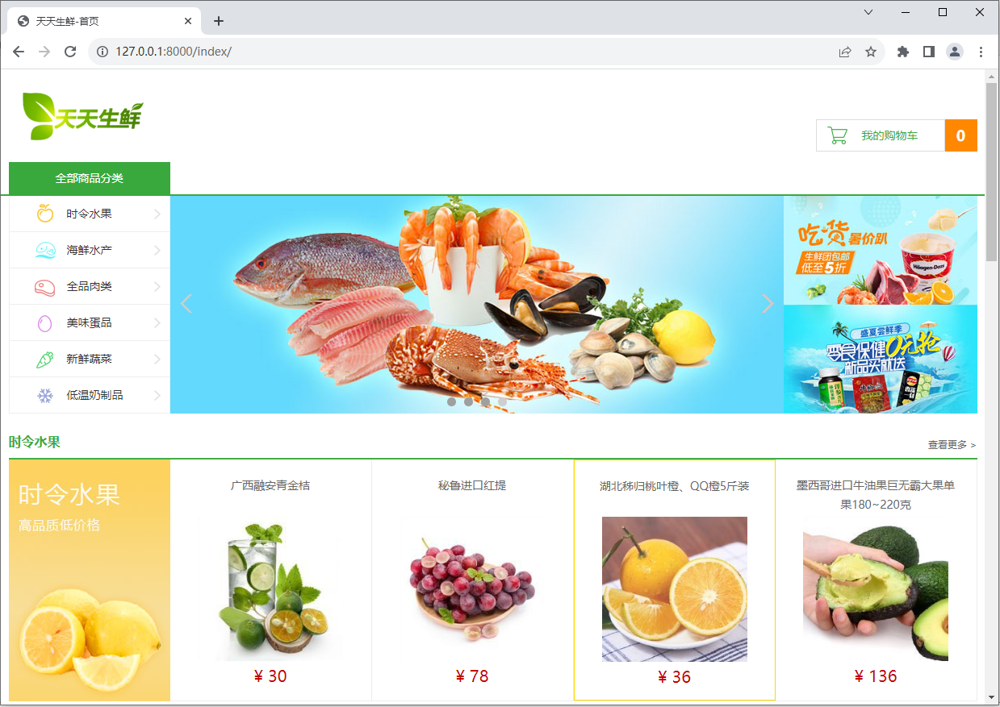 天天生鲜-首页
127.0.0.1:8000/index/
天天生鲜
我的购物车
0
全部商品分类
时令水果
海鲜水产
全品肉类
美味蛋品
新鲜蔬菜
低温奶制品
吃货暑价趴
生鲜团包邮
低至5折
Häagen-Dazs
盛夏尝鲜季
零食保健0元抢
新品买就送
时令水果
查看更多 >
时令水果
高品质低价格
广西融安青金桔
¥ 30
秘鲁进口红提
¥ 78
湖北秭归桃叶橙、QQ橙5斤装
¥ 36
墨西哥进口牛油果巨无霸大果单
果180~220克
¥ 136